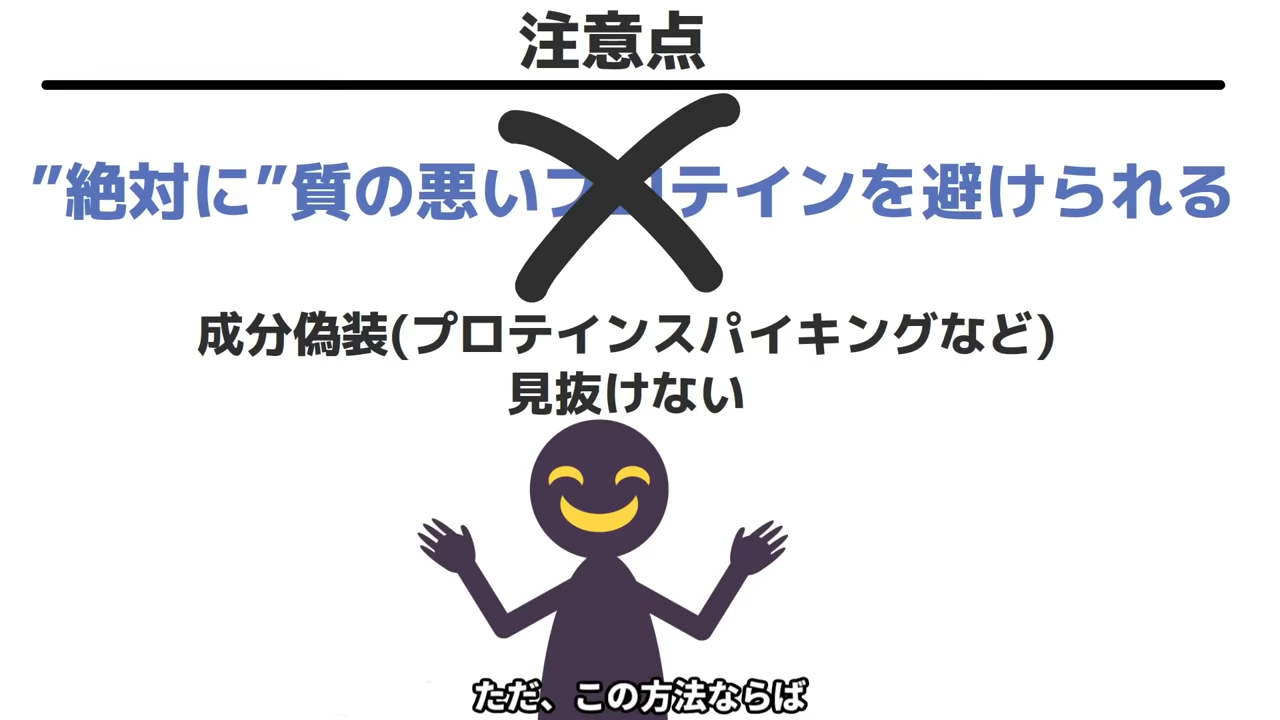 注意点
”絶対に”質の悪いプロテインを避けられる
成分偽装(プロテインスパイキングなど)
見抜けない
ただ、この方法ならば